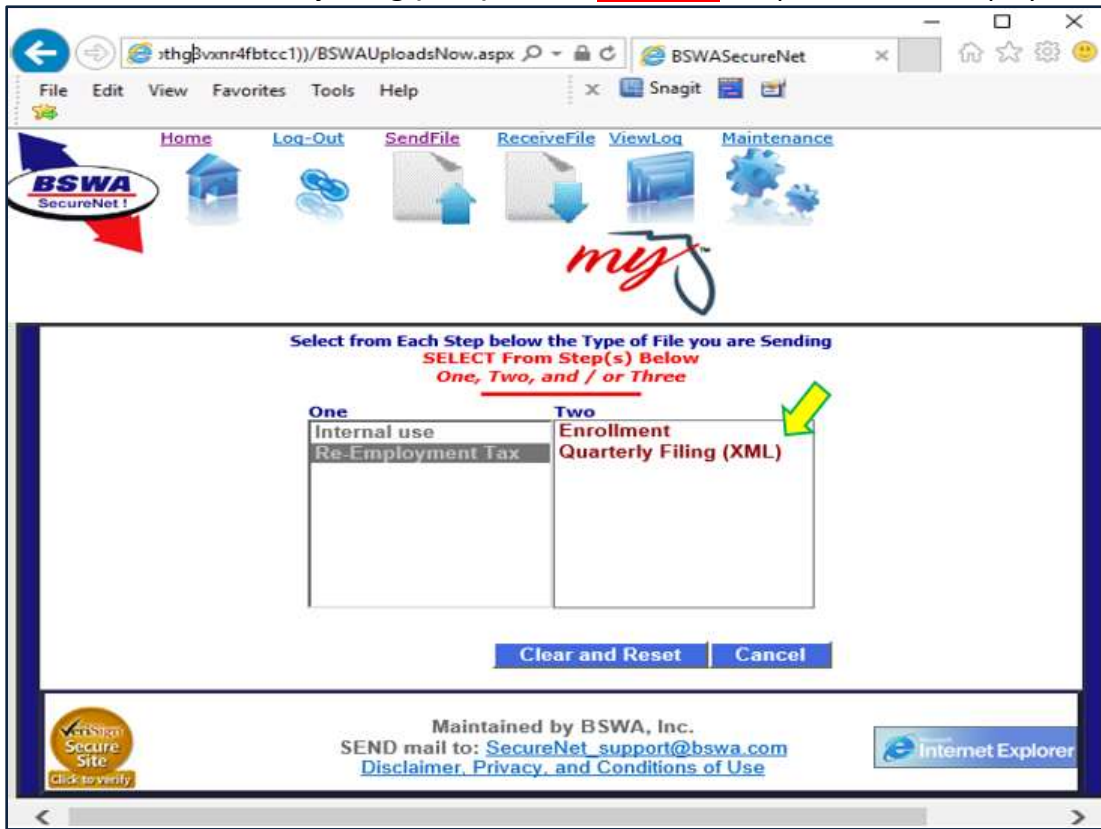 ɔthgβvxnr4fbtcc1))/BSWAUploadsNow.aspx
BSWASecureNet
File Edit View Favorites Tools Help
x Snagit
Home Log-Out SendFile ReceiveFile ViewLog Maintenance
BSWA
SecureNet !
my
Select from Each Step below the Type of File you are Sending
SELECT From Step(s) Below
One, Two, and / or Three
One Two
Internal use Enrollment
Re-Employment Tax Quarterly Filing (XML)
Clear and Reset Cancel
VeriSign
Secure
Site
Click to verify
Maintained by BSWA, Inc.
SEND mail to: SecureNet_support@bswa.com
Disclaimer, Privacy, and Conditions of Use
Microsoft
Internet Explorer